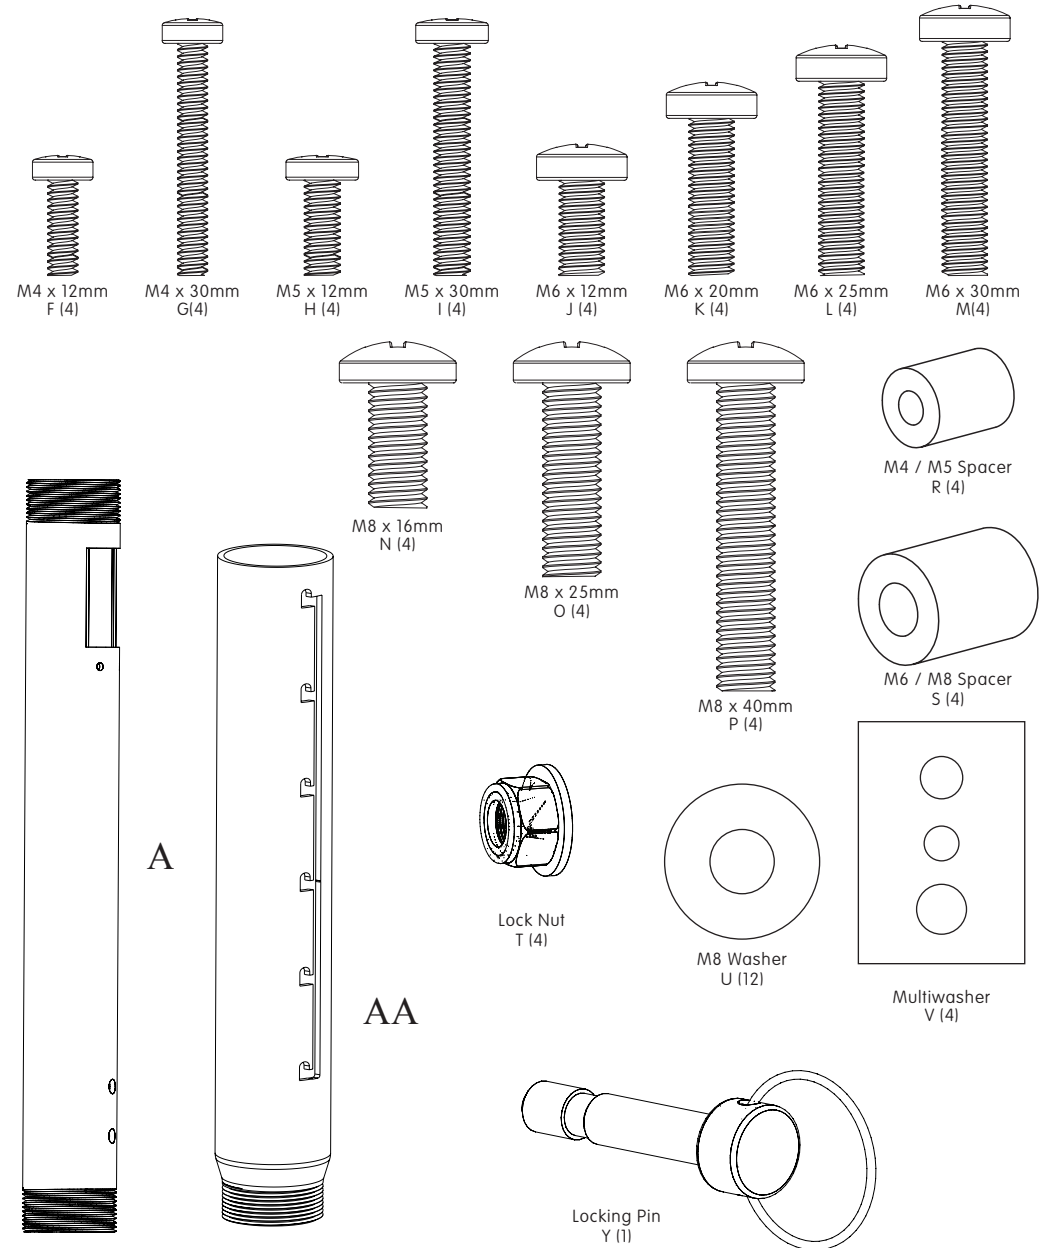 M4 x 12mm
F (4)
M4 x 30mm
G(4)
M5 x 12mm
H (4)
M5 x 30mm
I (4)
M6 x 12mm
J (4)
M6 x 20mm
K (4)
M6 x 25mm
L (4)
M6 x 30mm
M(4)
M8 x 16mm
N (4)
M8 x 25mm
O (4)
M8 x 40mm
P (4)
M4 / M5 Spacer
R (4)
M6 / M8 Spacer
S (4)
A
AA
Lock Nut
T (4)
M8 Washer
U (12)
Multiwasher
V (4)
Locking Pin
Y (1)